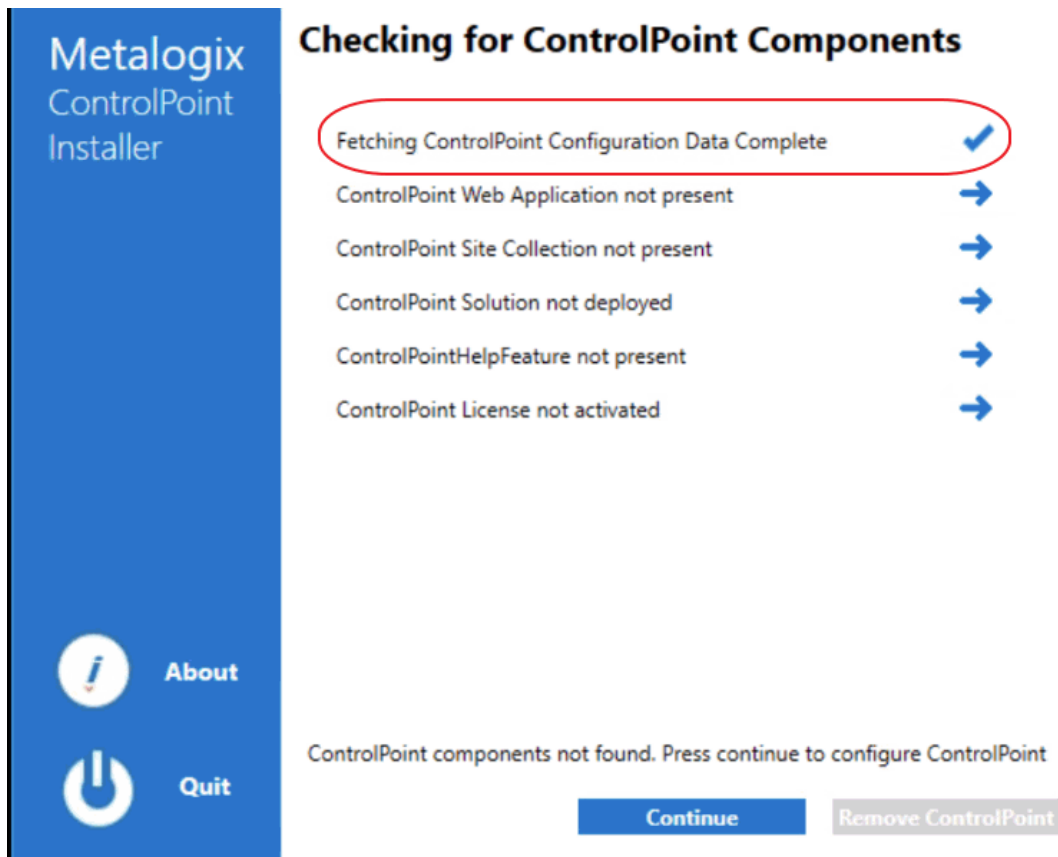 Metalogix
ControlPoint
Installer
Checking for ControlPoint Components
Fetching ControlPoint Configuration Data Complete
ControlPoint Web Application not present
ControlPoint Site Collection not present
ControlPoint Solution not deployed
ControlPointHelpFeature not present
ControlPoint License not activated
About
Quit
ControlPoint components not found. Press continue to configure ControlPoint
Continue
Remove ControlPoint